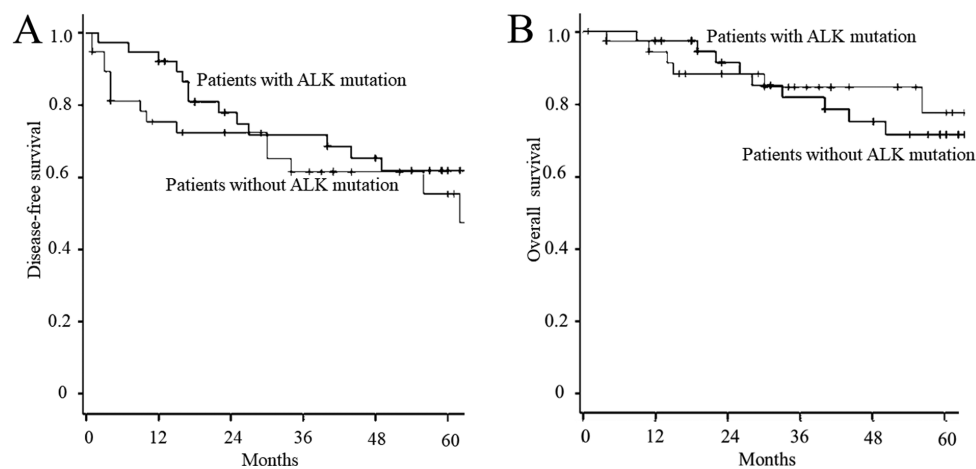 A
1.0
0.8
0.6
0.4
0.2
0
Disease-free survival
Patients with ALK mutation
Patients without ALK mutation
0 12 24 36 48 60
Months
B
1.0
0.8
0.6
0.4
0.2
0
Overall survival
Patients with ALK mutation
Patients without ALK mutation
0 12 24 36 48 60
Months